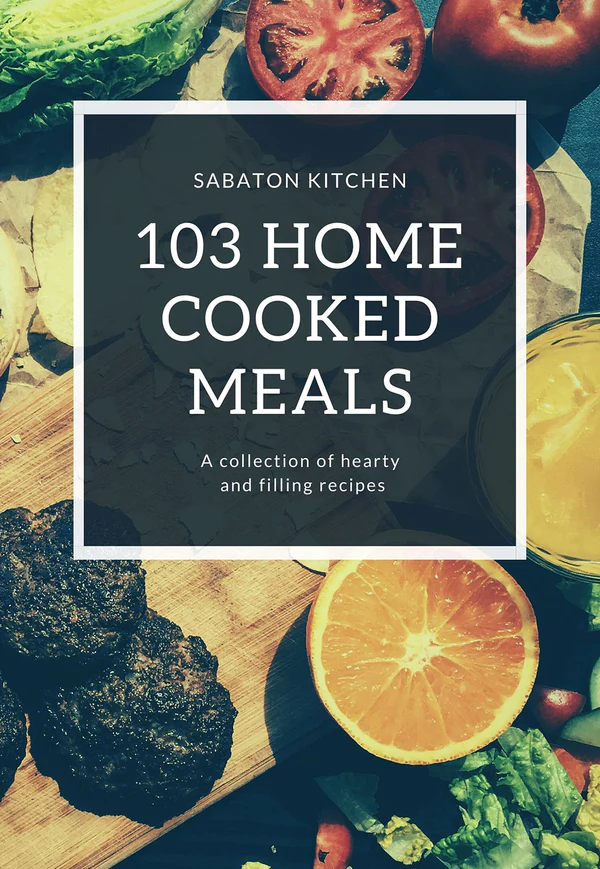 SABATON KITCHEN
103 HOME
COOKED
MEALS
A collection of hearty
and filling recipes